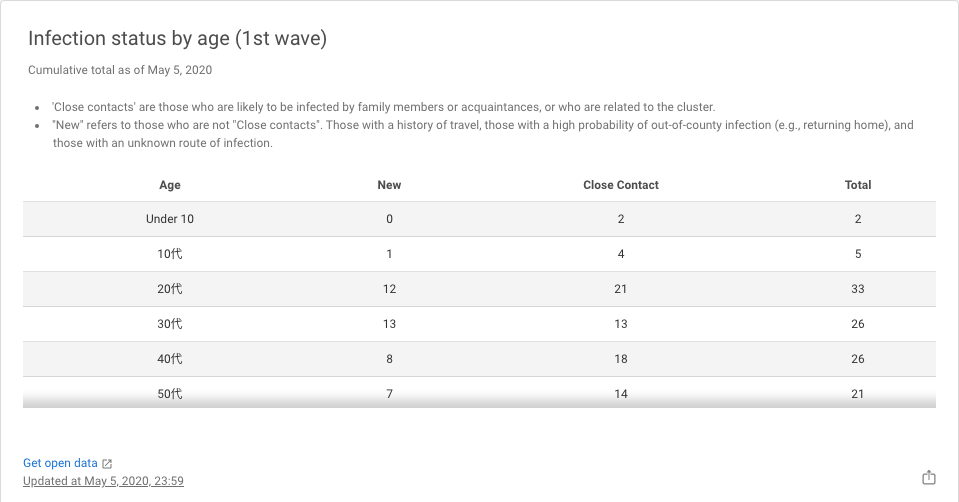 Infection status by age (1st wave)
Cumulative total as of May 5, 2020
'Close contacts' are those who are likely to be infected by family members or acquaintances, or who are related to the cluster.
"New" refers to those who are not "Close contacts". Those with a history of travel, those with a high probability of out-of-county infection (e.g., returning home), and
those with an unknown route of infection.
Age New Close Contact Total
Under 10 0 2 2
10代 1 4 5
20代 12 21 33
30代 13 13 26
40代 8 18 26
50代 7 14 21
Get open data
Updated at May 5, 2020, 23:59